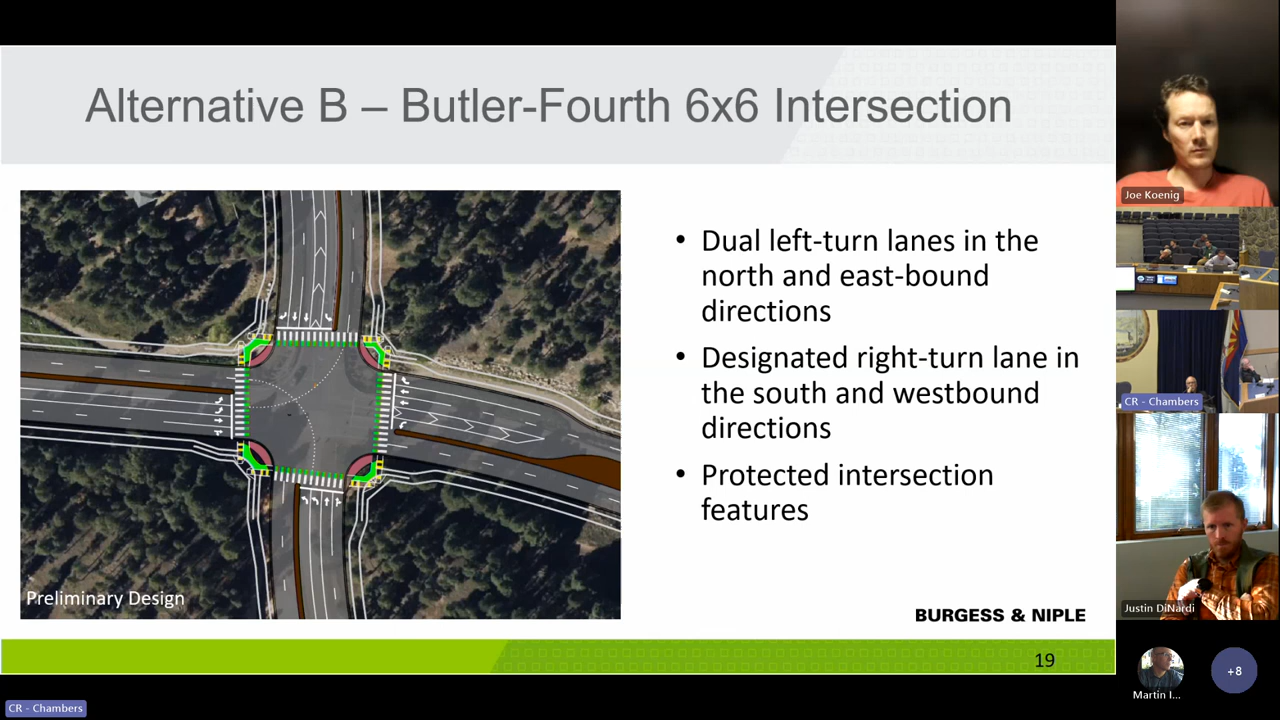 Alternative B – Butler-Fourth 6x6 Intersection
• Dual left-turn lanes in the
north and east-bound
directions
• Designated right-turn lane in
the south and westbound
directions
• Protected intersection
features
Preliminary Design
BURGESS & NIPLE
19
CR - Chambers
Joe Koenig
CR - Chambers
Justin DiNardi
Martin I...
+8